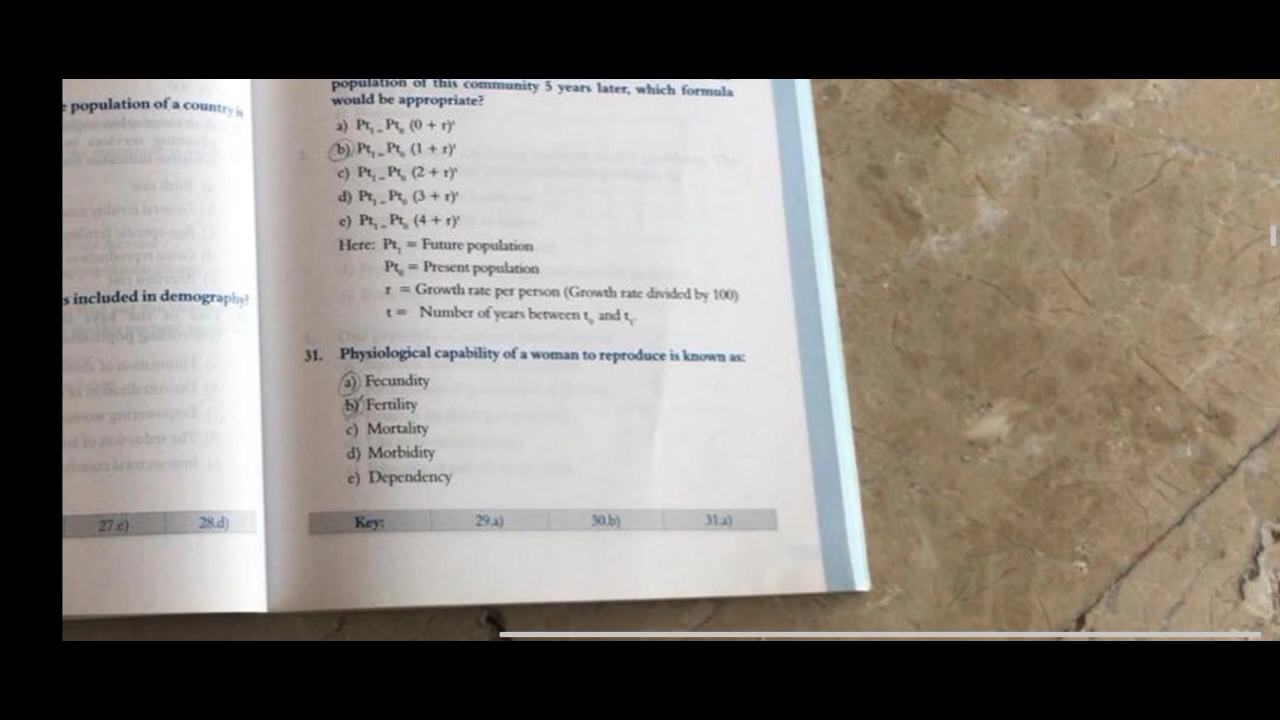 population of a country is
s included in demography?
27.c) 28.d)
population of this community 5 years later, which formula
would be appropriate?
a) Pt₁ = Pt₀ (0 + r)ᵗ
b) Pt₁ = Pt₀ (1 + r)ᵗ
c) Pt₁ = Pt₀ (2 + r)ᵗ
d) Pt₁ = Pt₀ (3 + r)ᵗ
e) Pt₁ = Pt₀ (4 + r)ᵗ
Here: Pt₁ = Future population
Pt₀ = Present population
r = Growth rate per person (Growth rate divided by 100)
t = Number of years between t₀ and t₁.
31. Physiological capability of a woman to reproduce is known as:
a) Fecundity
b) Fertility
c) Mortality
d) Morbidity
e) Dependency
Key: 29.a) 30.b) 31.a)